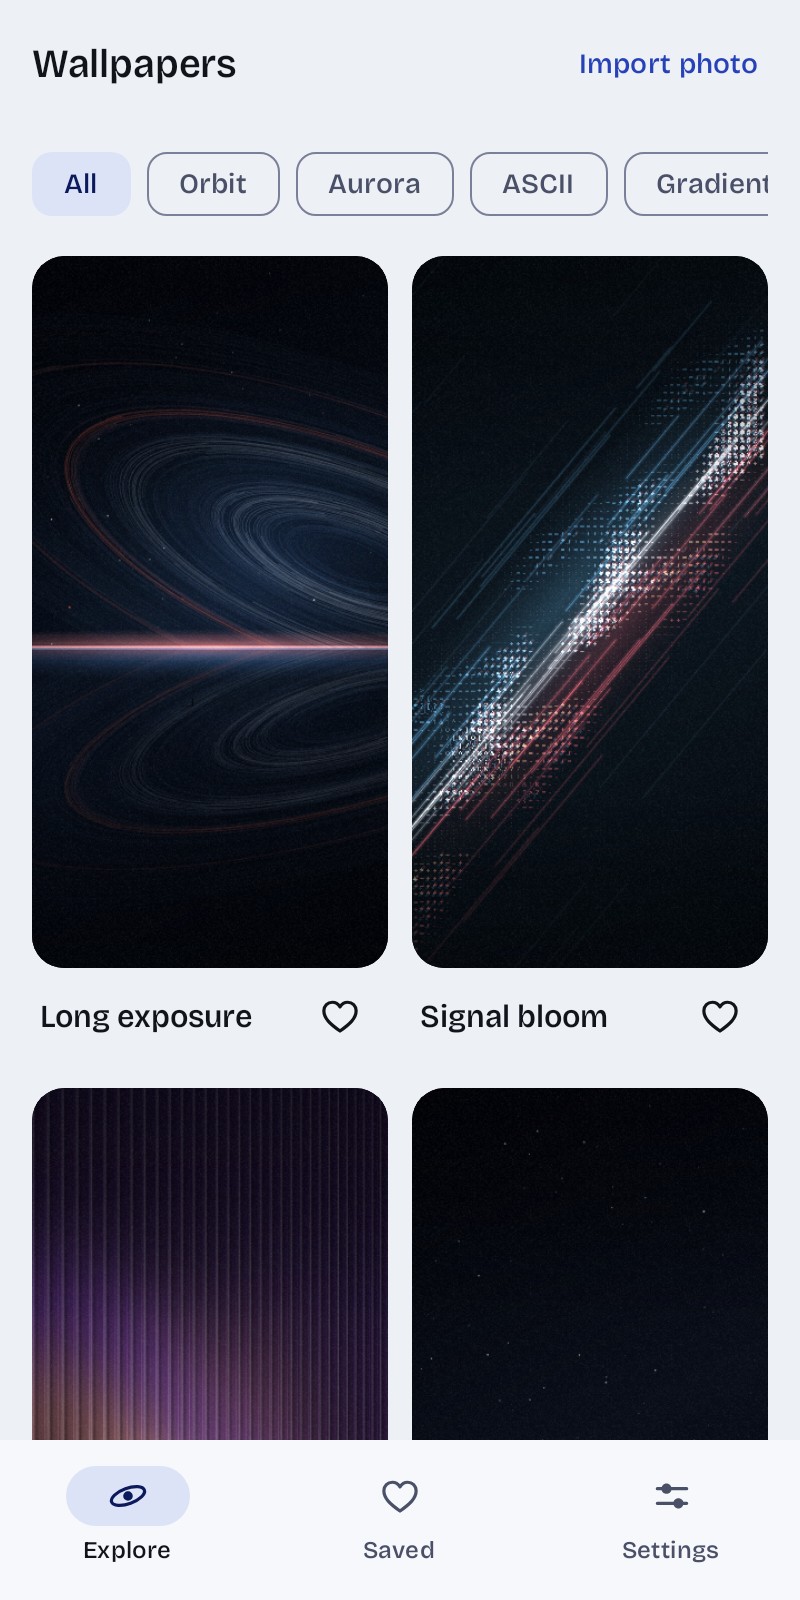 Wallpapers
Import photo
All
Orbit
Aurora
ASCII
Gradient
Long exposure
Signal bloom
Explore
Saved
Settings